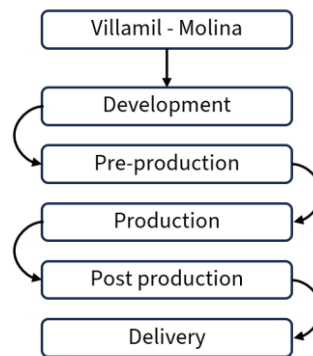 Villamil - Molina
Development
Pre-production
Production
Post production
Delivery